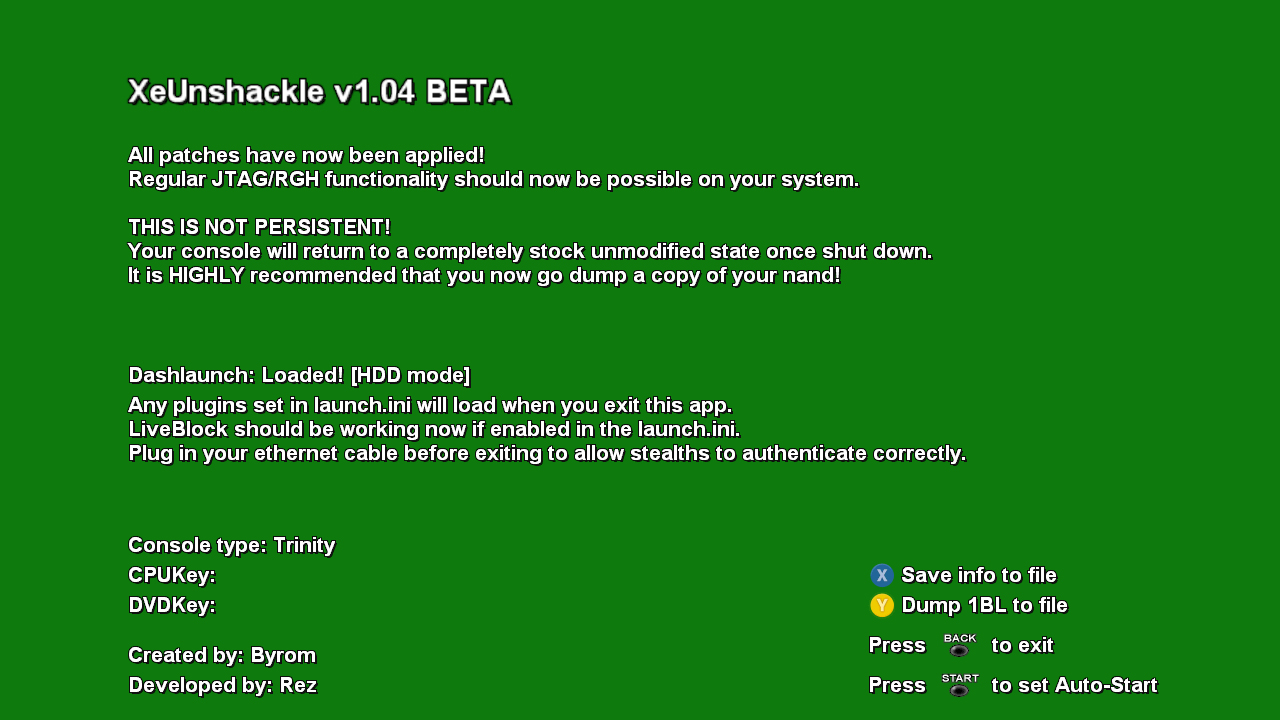 XeUnshackle v1.04 BETA
All patches have now been applied!
Regular JTAG/RGH functionality should now be possible on your system.
THIS IS NOT PERSISTENT!
Your console will return to a completely stock unmodified state once shut down.
It is HIGHLY recommended that you now go dump a copy of your nand!
Dashlaunch: Loaded! [HDD mode]
Any plugins set in launch.ini will load when you exit this app.
LiveBlock should be working now if enabled in the launch.ini.
Plug in your ethernet cable before exiting to allow stealths to authenticate correctly.
Console type: Trinity
CPUKey:
DVDKey:
Created by: Byrom
Developed by: Rez
X Save info to file
Y Dump 1BL to file
Press BACK to exit
Press START to set Auto-Start